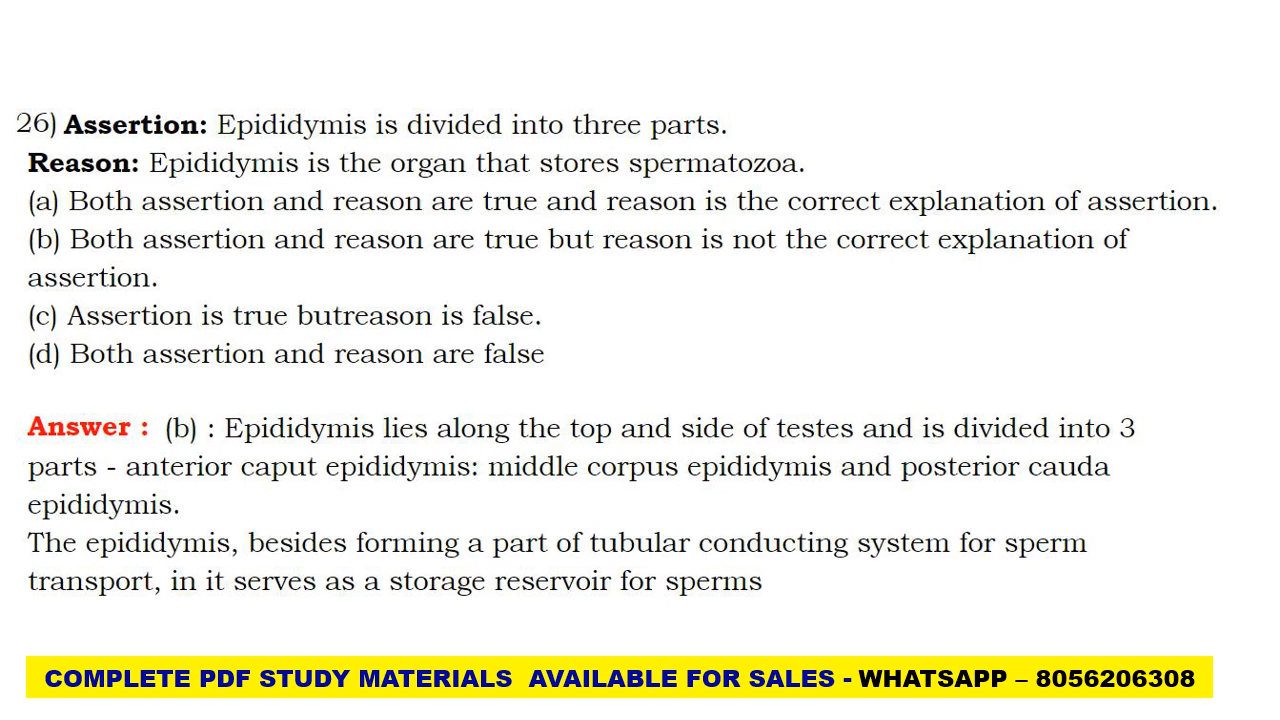 26) Assertion: Epididymis is divided into three parts.
Reason: Epididymis is the organ that stores spermatozoa.
(a) Both assertion and reason are true and reason is the correct explanation of assertion.
(b) Both assertion and reason are true but reason is not the correct explanation of
assertion.
(c) Assertion is true butreason is false.
(d) Both assertion and reason are false
Answer : (b) : Epididymis lies along the top and side of testes and is divided into 3
parts - anterior caput epididymis: middle corpus epididymis and posterior cauda
epididymis.
The epididymis, besides forming a part of tubular conducting system for sperm
transport, in it serves as a storage reservoir for sperms
COMPLETE PDF STUDY MATERIALS AVAILABLE FOR SALES - WHATSAPP – 8056206308